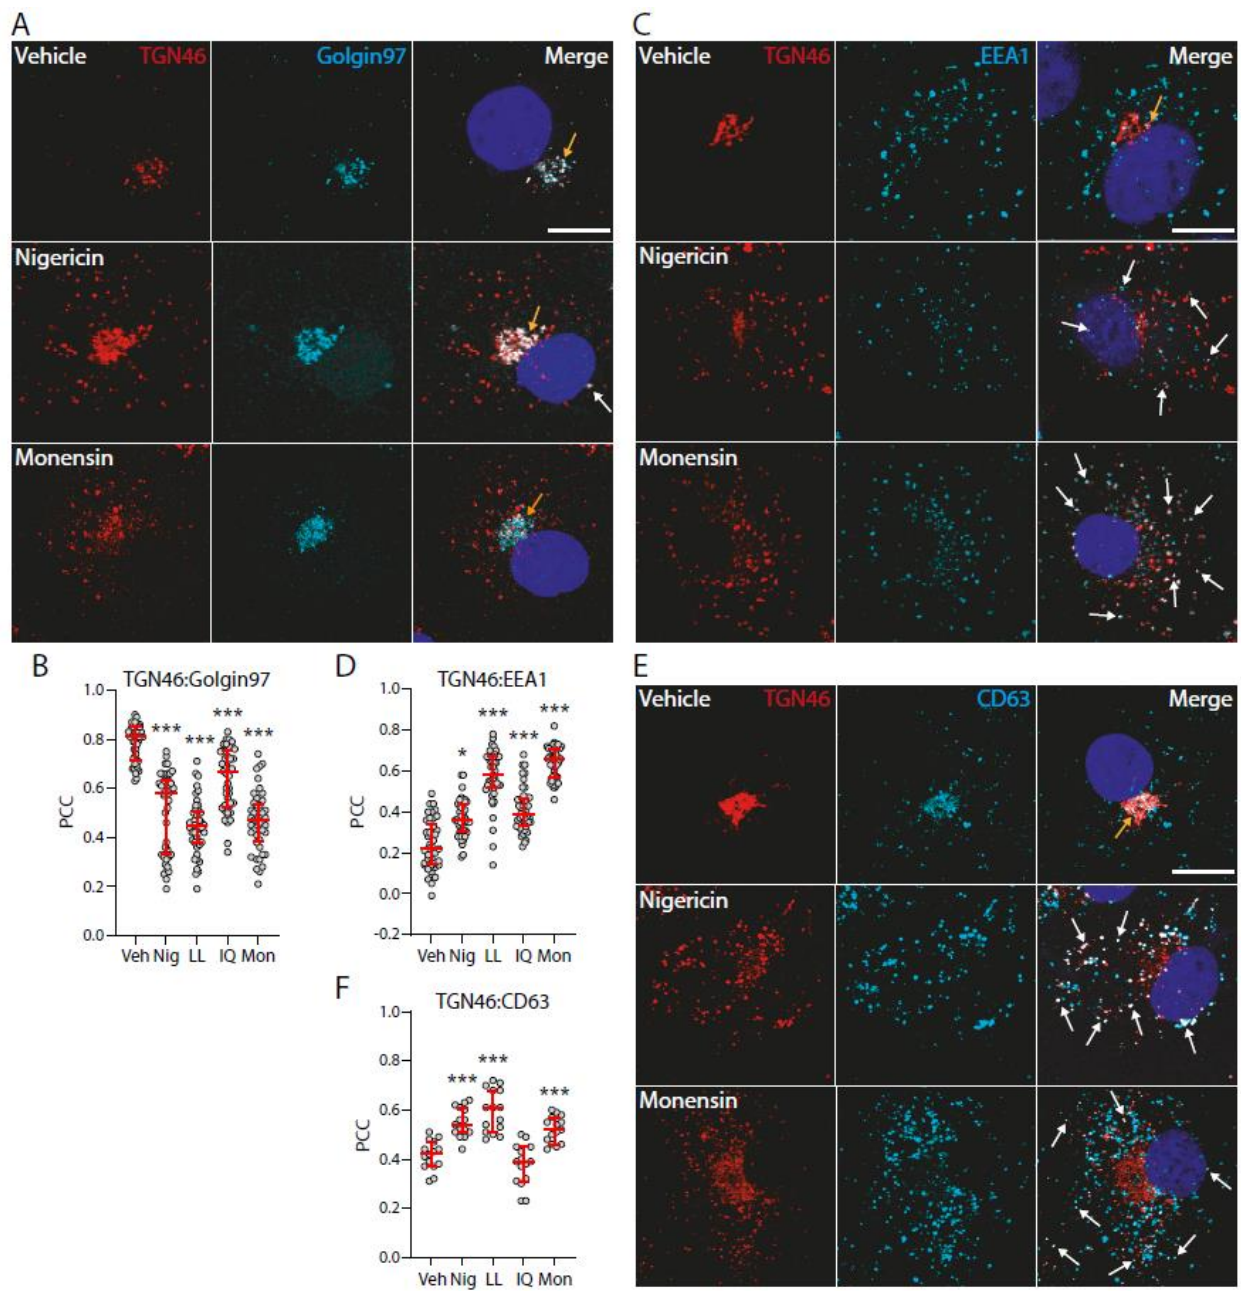 A
Vehicle TGN46 Golgin97 Merge
Nigericin
Monensin
C
Vehicle TGN46 EEA1 Merge
Nigericin
Monensin
B
TGN46:Golgin97
1.0
0.8
0.6
0.4
0.2
0.0
PCC
*** *** *** ***
Veh Nig LL IQ Mon
D
TGN46:EEA1
1.0
0.8
0.6
0.4
0.2
0.0
-0.2
PCC
* *** *** ***
Veh Nig LL IQ Mon
F
TGN46:CD63
1.0
0.8
0.6
0.4
0.2
0.0
PCC
*** *** ***
Veh Nig LL IQ Mon
E
Vehicle TGN46 CD63 Merge
Nigericin
Monensin